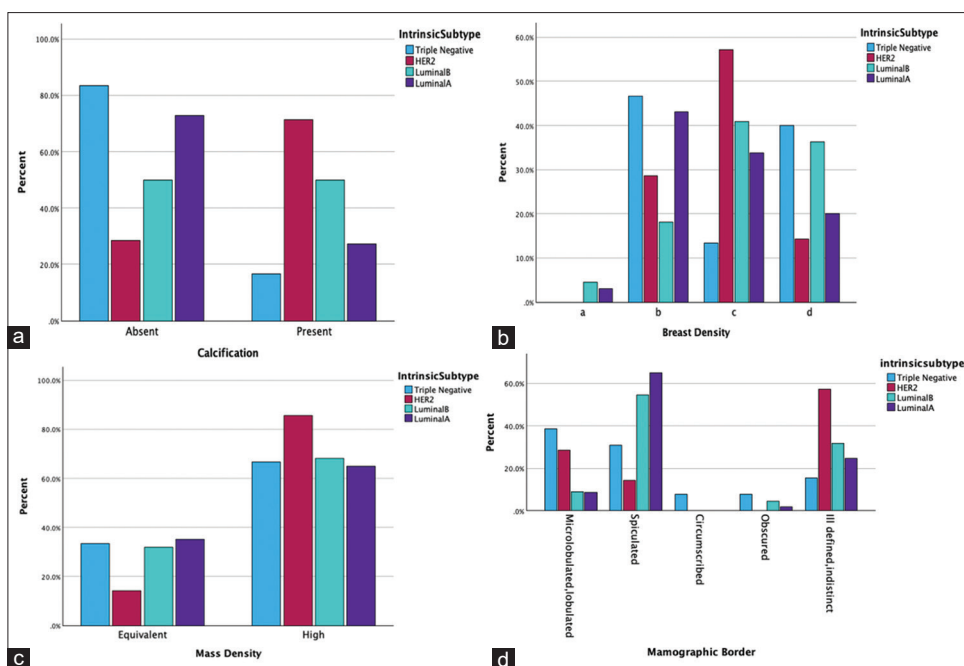 IntrinsicSubtype
Triple Negative
HER2
LuminalB
LuminalA
100.0%
80.0%
60.0%
40.0%
20.0%
.0%
Percent
Absent
Present
Calcification
a
IntrinsicSubtype
Triple Negative
HER2
LuminalB
LuminalA
60.0%
50.0%
40.0%
30.0%
20.0%
10.0%
.0%
Percent
a
b
c
d
Breast Density
b
IntrinsicSubtype
Triple Negative
HER2
LuminalB
LuminalA
100.0%
80.0%
60.0%
40.0%
20.0%
.0%
Percent
Equivalent
High
Mass Density
c
intrinsicsubtype
Triple Negative
HER2
LuminalB
LuminalA
60.0%
40.0%
20.0%
.0%
Percent
Microlobulated,lobulated
Spiculated
Circumscribed
Obscured
Ill defined,indistinct
Mamographic Border
d